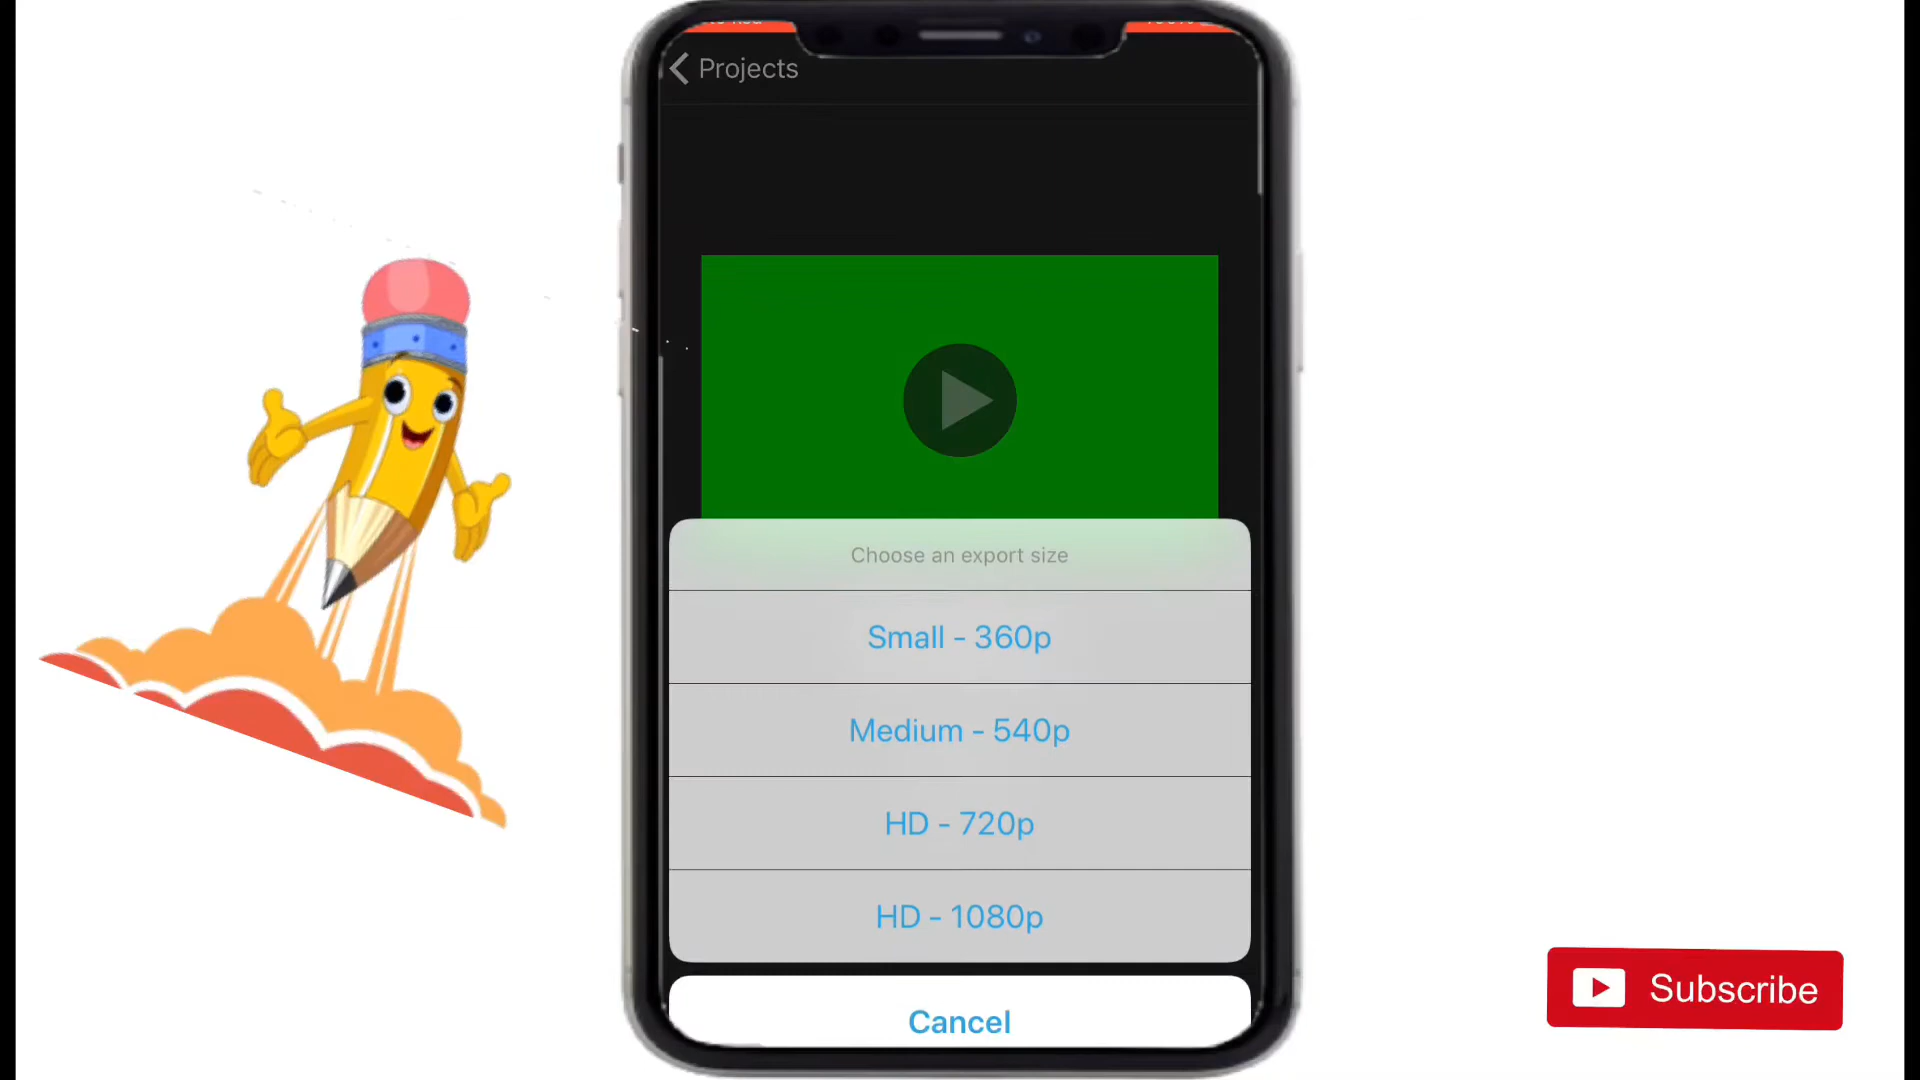 Projects
Choose an export size
Small - 360p
Medium - 540p
HD - 720p
HD - 1080p
Cancel
Subscribe